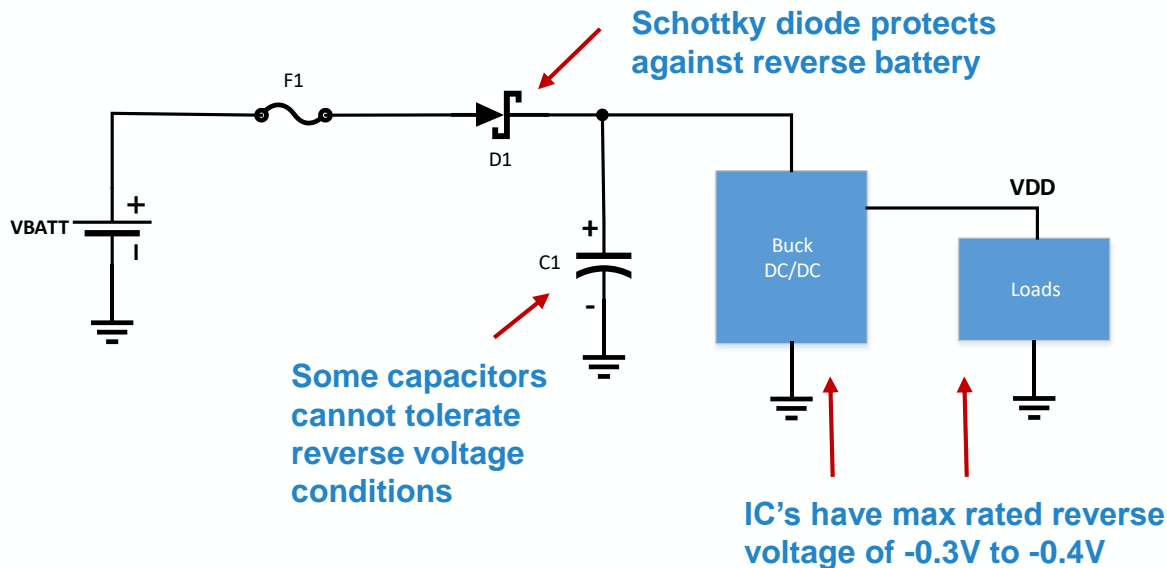 Schottky diode protects
against reverse battery
F1
D1
VBATT
+
-
+
C1
-
Buck
DC/DC
VDD
Loads
Some capacitors
cannot tolerate
reverse voltage
conditions
IC's have max rated reverse
voltage of -0.3V to -0.4V